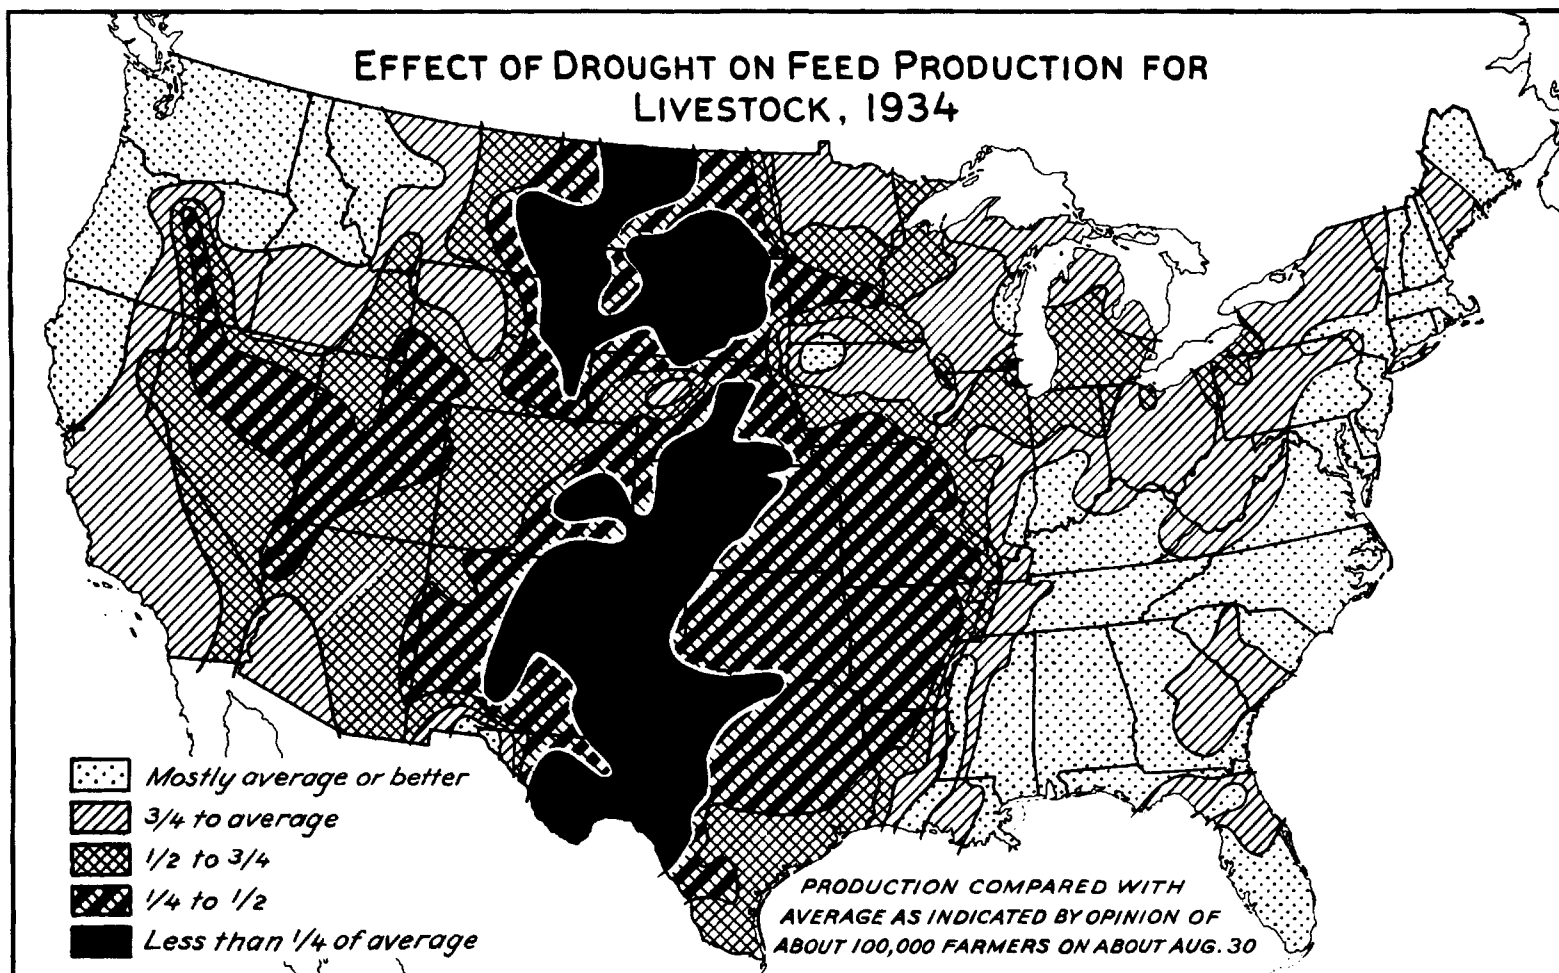 EFFECT OF DROUGHT ON FEED PRODUCTION FOR
LIVESTOCK, 1934
Mostly average or better
3/4 to average
1/2 to 3/4
1/4 to 1/2
Less than 1/4 of average
PRODUCTION COMPARED WITH
AVERAGE AS INDICATED BY OPINION OF
ABOUT 100,000 FARMERS ON ABOUT AUG. 30